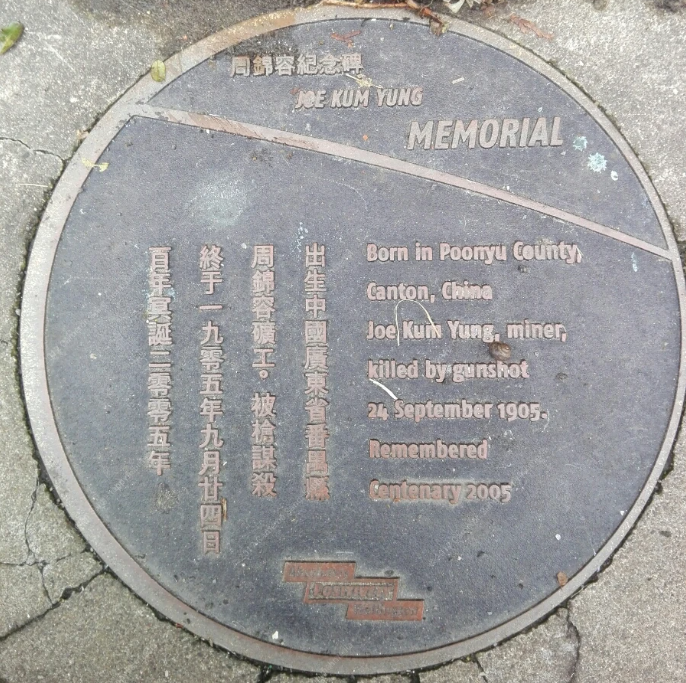 周錦容紀念碑
JOE KUM YUNG
MEMORIAL
出生中國廣東省番禺縣
周錦容礦工。被槍謀殺
終于一九零五年九月廿四日
百年冥誕二零零五年
Born in Poonyu County,
Canton, China
Joe Kum Yung, miner,
killed by gunshot
24 September 1905.
Remembered
Centenary 2005